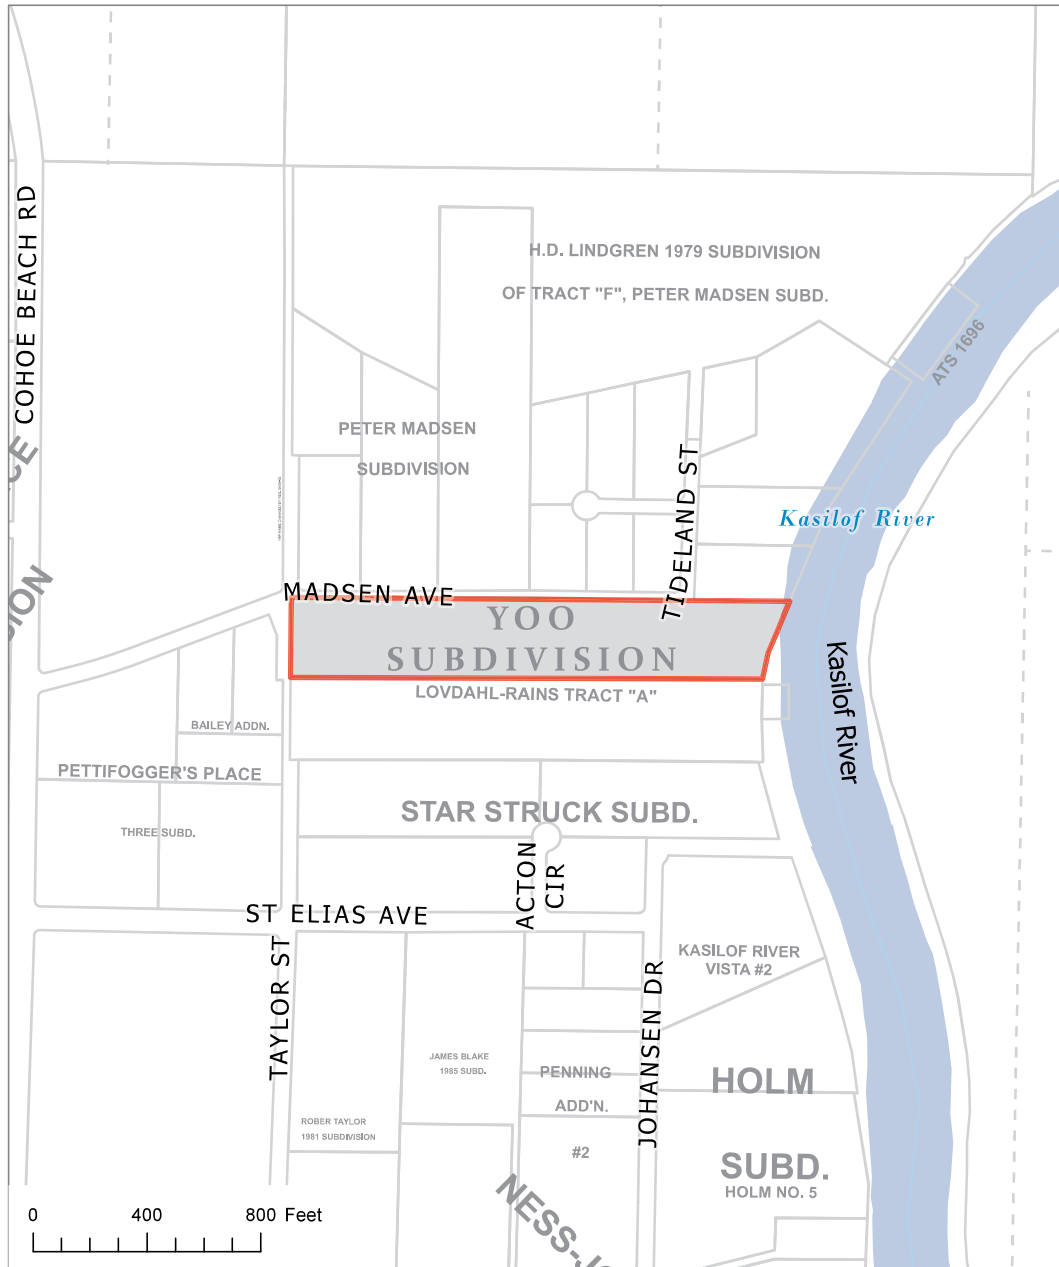 COHOE BEACH RD
H.D. LINDGREN 1979 SUBDIVISION
OF TRACT "F", PETER MADSEN SUBD.
ATS 1696
PETER MADSEN
SUBDIVISION
TIDELAND ST
Kasilof River
MADSEN AVE
YOO
SUBDIVISION
LOVDAHL-RAINS TRACT "A"
Kasilof River
BAILEY ADDN.
PETTIFOGGER'S PLACE
THREE SUBD.
STAR STRUCK SUBD.
ACTON
CIR
ST ELIAS AVE
TAYLOR ST
KASILOF RIVER
VISTA #2
JOHANSEN DR
JAMES BLAKE
1985 SUBD.
PENNING
ADD'N.
#2
HOLM
SUBD.
HOLM NO. 5
ROBER TAYLOR
1981 SUBDIVISION
0 400 800 Feet